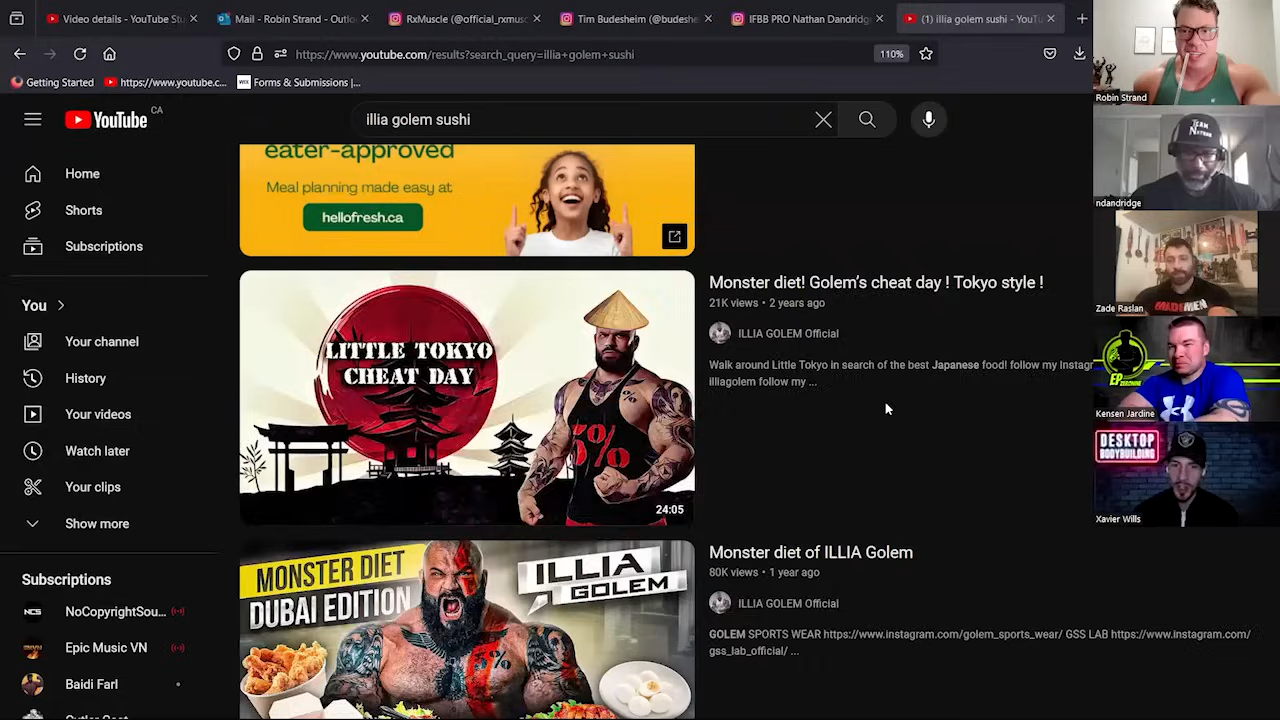 Video details - YouTube St
Mail - Robin Strand - Outlo
RxMuscle (@official_rxmus
Tim Budesheim (@budeshe
IFBB PRO Nathan Dandridg
(1) illia golem sushi - YouTu
https://www.youtube.com/results?search_query=illia+golem+sushi
110%
Getting Started
https://www.youtube.c...
Forms & Submissions |...
YouTube CA
illia golem sushi
Home
Shorts
Subscriptions
You
Your channel
History
Your videos
Watch later
Your clips
Show more
Subscriptions
NoCopyrightSou...
Epic Music VN
Baidi Farl
eater-approved
Meal planning made easy at
hellofresh.ca
LITTLE TOKYO
CHEAT DAY
5%
24:05
Monster diet! Golem's cheat day ! Tokyo style !
21K views • 2 years ago
ILLIA GOLEM Official
Walk around Little Tokyo in search of the best Japanese food! follow my Instag
illiagolem follow my ...
MONSTER DIET
DUBAI EDITION
ILLIA
GOLEM
5%
Monster diet of ILLIA Golem
80K views • 1 year ago
ILLIA GOLEM Official
GOLEM SPORTS WEAR https://www.instagram.com/golem_sports_wear/ GSS LAB https://www.instagram.com/
gss_lab_official/ ...
Robin Strand
TEAM
ndandridge
Zade Raslan
EP
Kensen Jardine
DESKTOP
BODYBUILDING
Xavier Wills